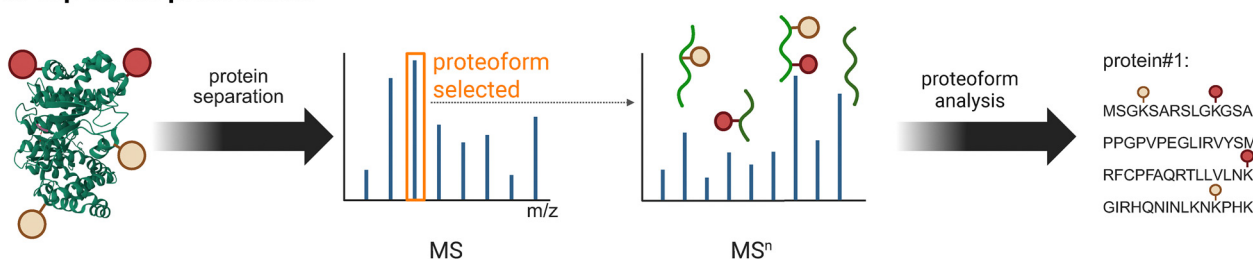 protein
separation
proteoform
selected
m/z
MS
MSⁿ
proteoform
analysis
protein#1:
MSGKSARSLGKGSA
PPGPVPEGLIRVYSM
RFCPFAQRTLLVLNK
GIRHQNINLKNKPHK